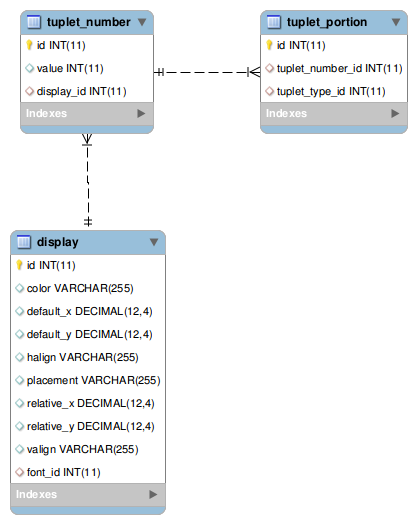 tuplet_number
id INT(11)
value INT(11)
display_id INT(11)
Indexes
tuplet_portion
id INT(11)
tuplet_number_id INT(11)
tuplet_type_id INT(11)
Indexes
display
id INT(11)
color VARCHAR(255)
default_x DECIMAL(12,4)
default_y DECIMAL(12,4)
halign VARCHAR(255)
placement VARCHAR(255)
relative_x DECIMAL(12,4)
relative_y DECIMAL(12,4)
valign VARCHAR(255)
font_id INT(11)
Indexes